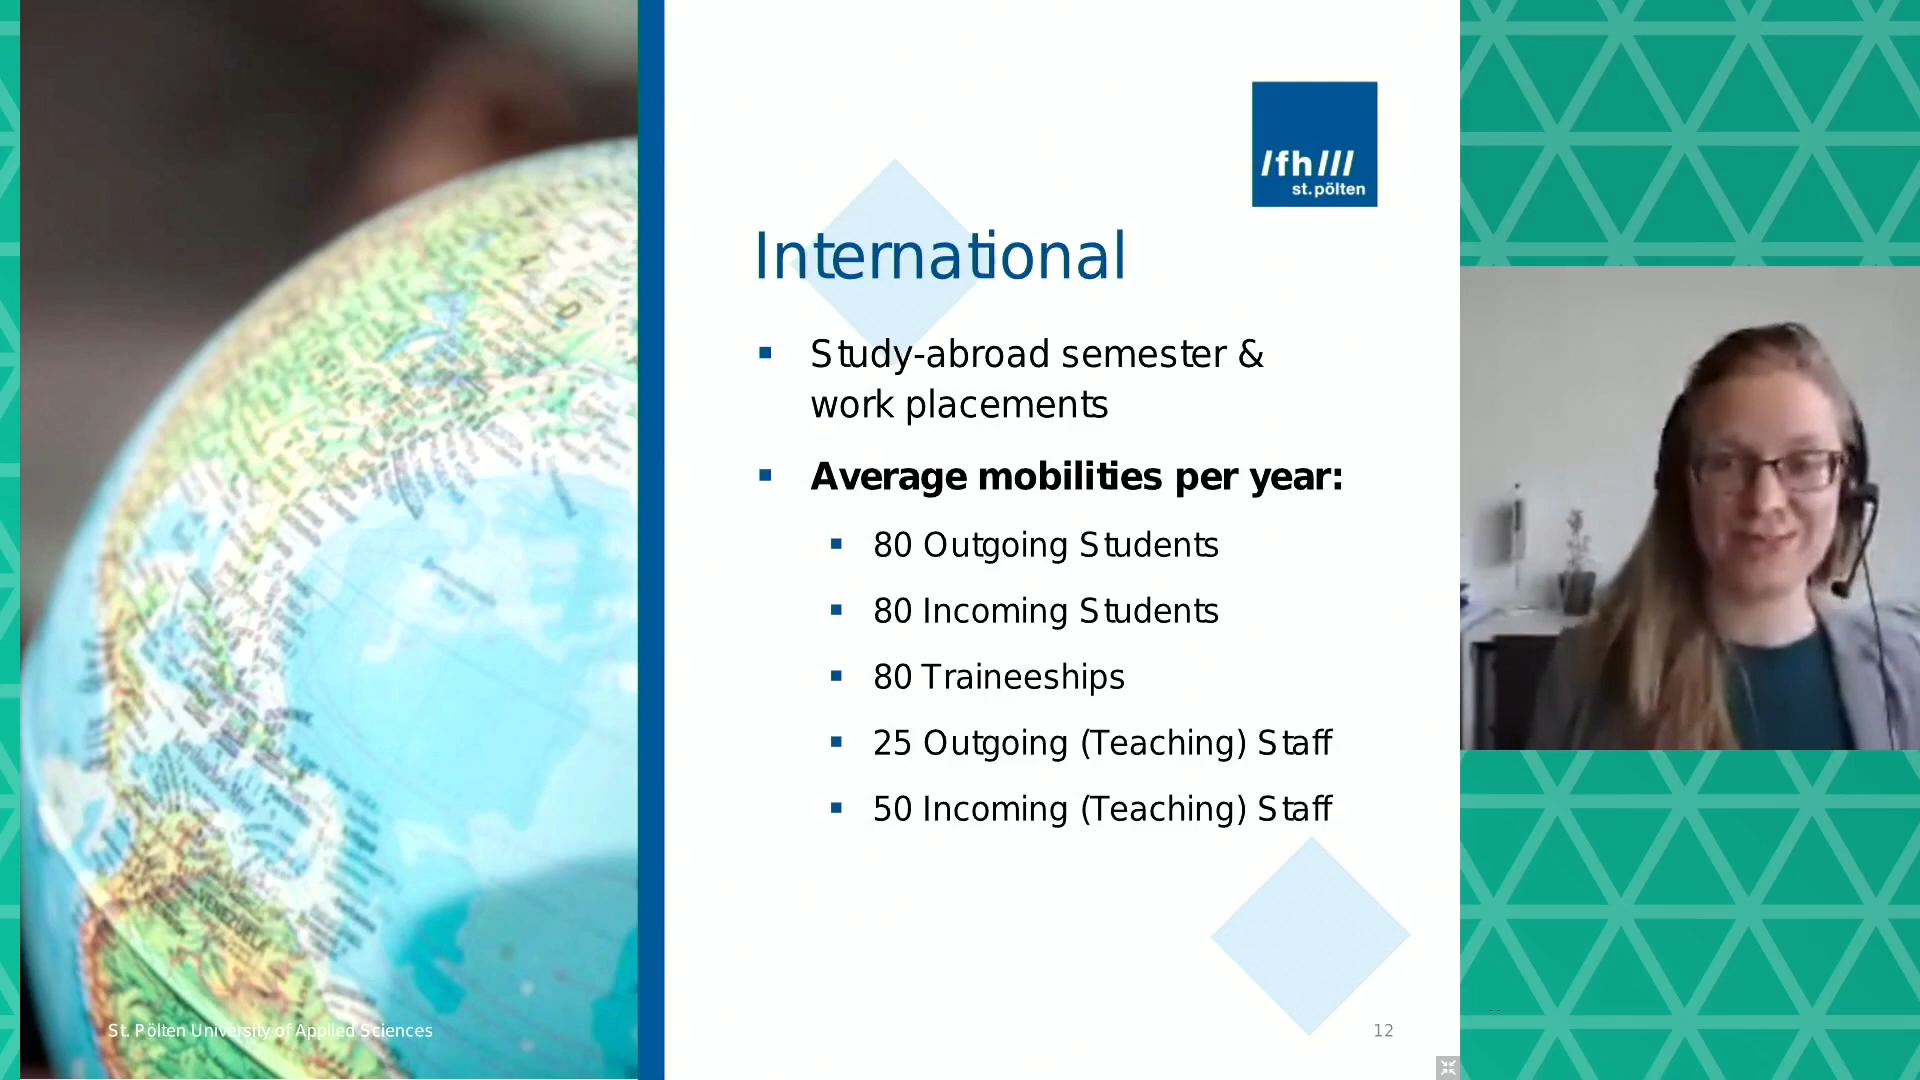 /fh///
st.pölten
International
Study-abroad semester &
work placements
Average mobilities per year:
80 Outgoing Students
80 Incoming Students
80 Traineeships
25 Outgoing (Teaching) Staff
50 Incoming (Teaching) Staff
VENEZUELA
St. Pölten University of Applied Sciences
12